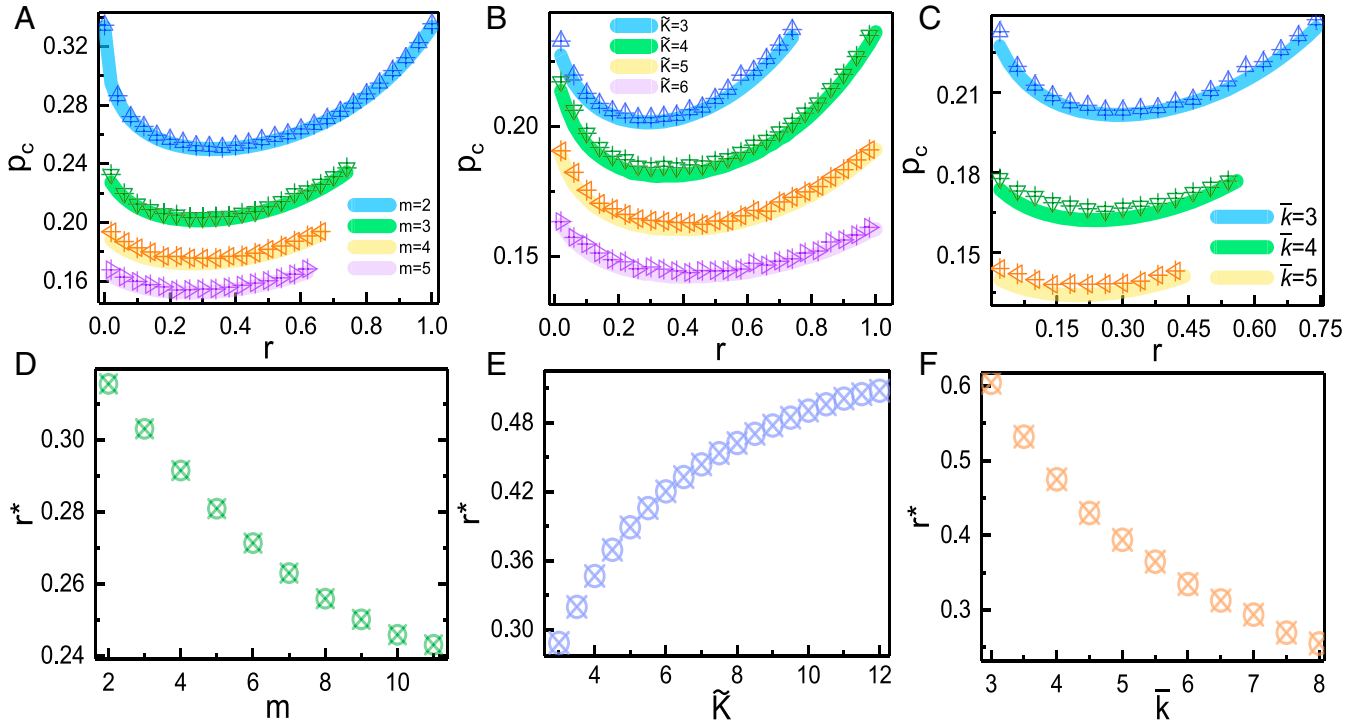 A
0.32
0.28
0.24
0.20
0.16
p_c
m=2
m=3
m=4
m=5
0.0 0.2 0.4 0.6 0.8 1.0
r
B
K̃=3
K̃=4
K̃=5
K̃=6
0.20
0.15
p_c
0.0 0.2 0.4 0.6 0.8 1.0
r
C
0.21
0.18
0.15
p_c
k̄=3
k̄=4
k̄=5
0.15 0.30 0.45 0.60 0.75
r
D
0.30
0.28
0.26
0.24
r*
2 4 6 8 10
m
E
0.48
0.42
0.36
0.30
r*
4 6 8 10 12
K̃
F
0.6
0.5
0.4
0.3
r*
3 4 5 6 7 8
k̄